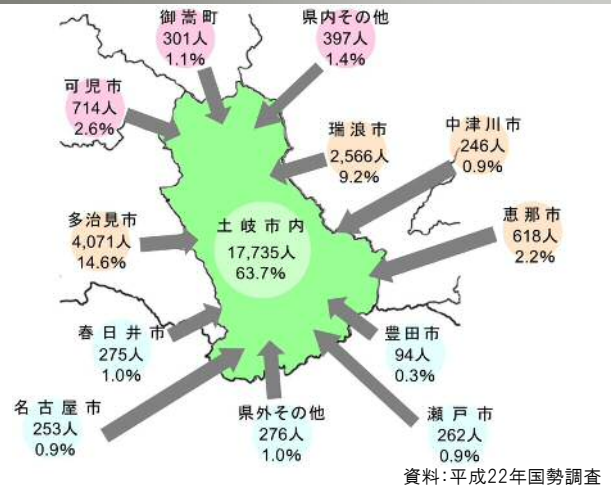 御嵩町
301人
1.1%
県内その他
397人
1.4%
可児市
714人
2.6%
瑞浪市
2,566人
9.2%
中津川市
246人
0.9%
多治見市
4,071人
14.6%
土岐市内
17,735人
63.7%
恵那市
618人
2.2%
春日井市
275人
1.0%
豊田市
94人
0.3%
名古屋市
253人
0.9%
県外その他
276人
1.0%
瀬戸市
262人
0.9%
資料:平成22年国勢調査